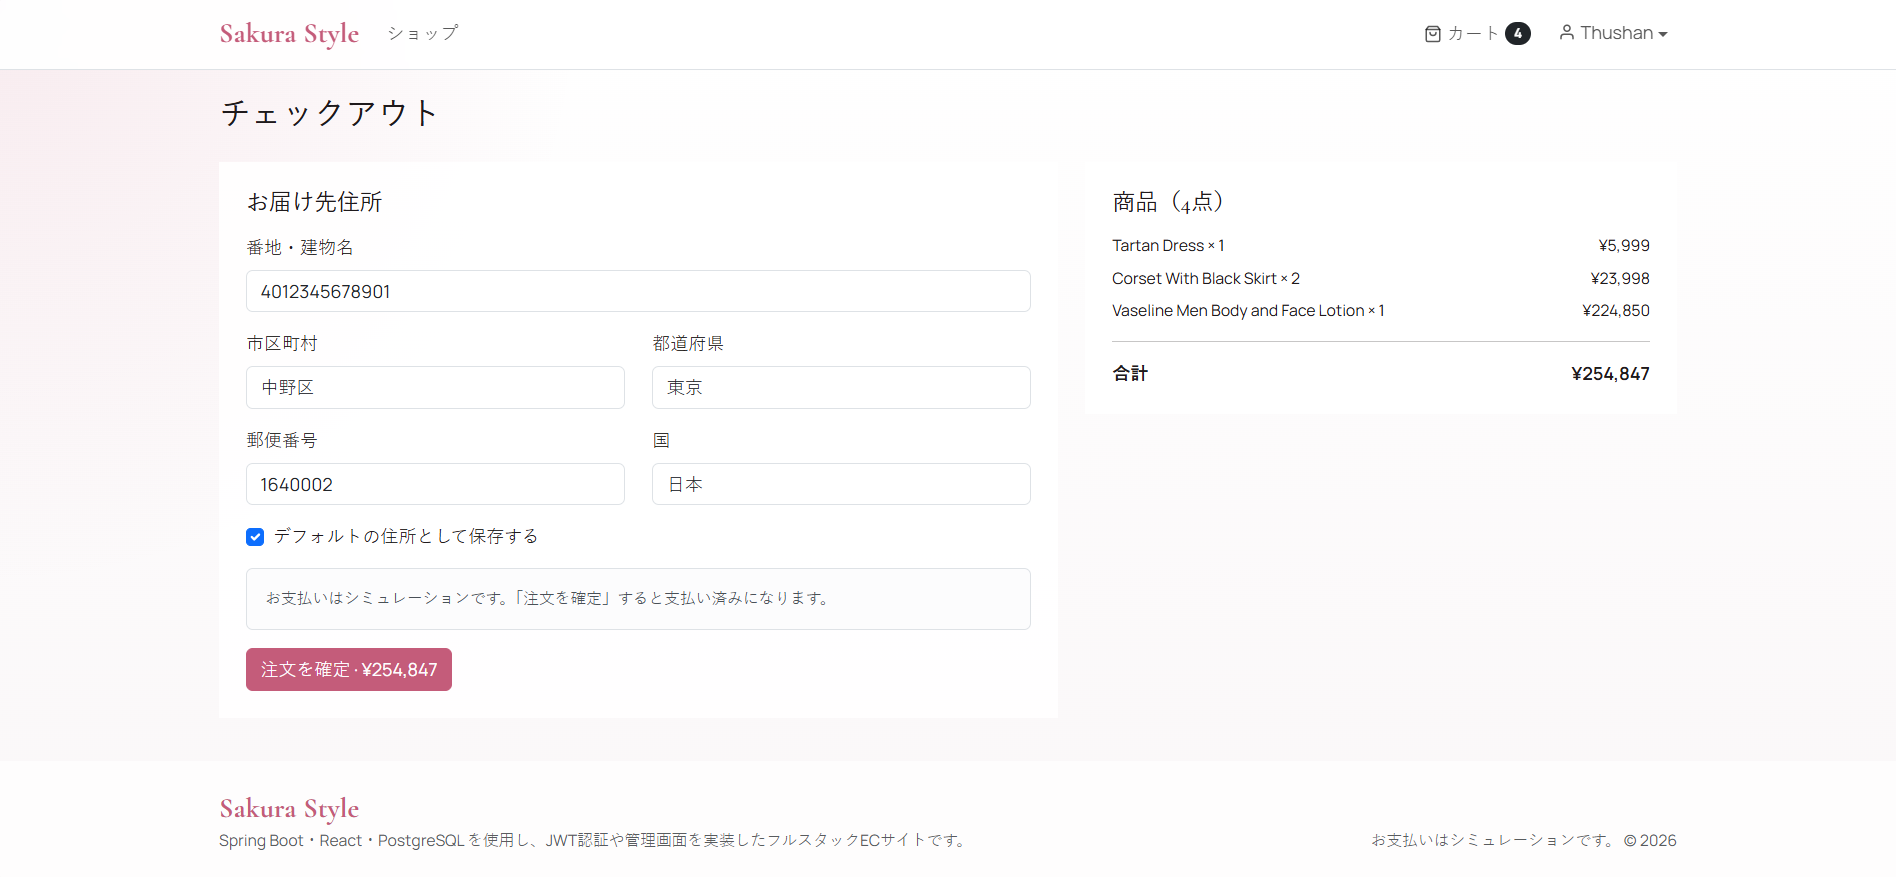 Sakura Style ショップ カート 4 Thushan
チェックアウト
お届け先住所
番地・建物名
4012345678901
市区町村 都道府県
中野区 東京
郵便番号 国
1640002 日本
デフォルトの住所として保存する
お支払いはシミュレーションです。「注文を確定」すると支払い済みになります。
注文を確定 · ¥254,847
商品（4点）
Tartan Dress × 1 ¥5,999
Corset With Black Skirt × 2 ¥23,998
Vaseline Men Body and Face Lotion × 1 ¥224,850
合計 ¥254,847
Sakura Style
Spring Boot・React・PostgreSQL を使用し、JWT認証や管理画面を実装したフルスタックECサイトです。
お支払いはシミュレーションです。 © 2026